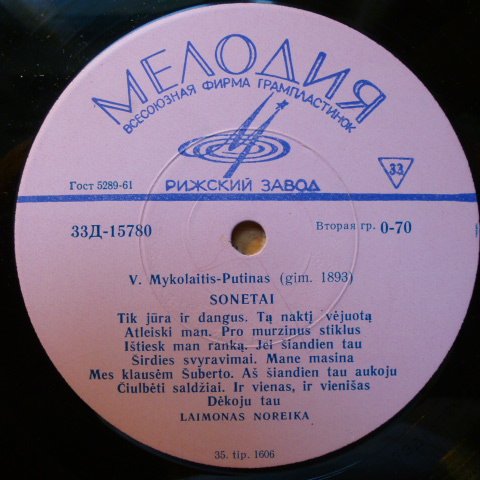 МЕЛОДИЯ
ВСЕСОЮЗНАЯ ФИРМА ГРАМПЛАСТИНОК
Гост 5289-61
РИЖСКИЙ ЗАВОД
33
33Д-15780
Вторая гр. 0-70
V. Mykolaitis-Putinas (gim. 1893)
SONETAI
Tik jūra ir dangus. Tą naktį vėjuotą
Atleiski man. Pro murzinus stiklus
Ištiesk man ranką. Jei šiandien tau
Širdies svyravimai. Mane masina
Mes klausėm Šuberto. Aš šiandien tau aukoju
Čiulbėti saldžiai. Ir vienas, ir vienišas
Dėkoju tau
LAIMONAS NOREIKA
35. tip. 1606